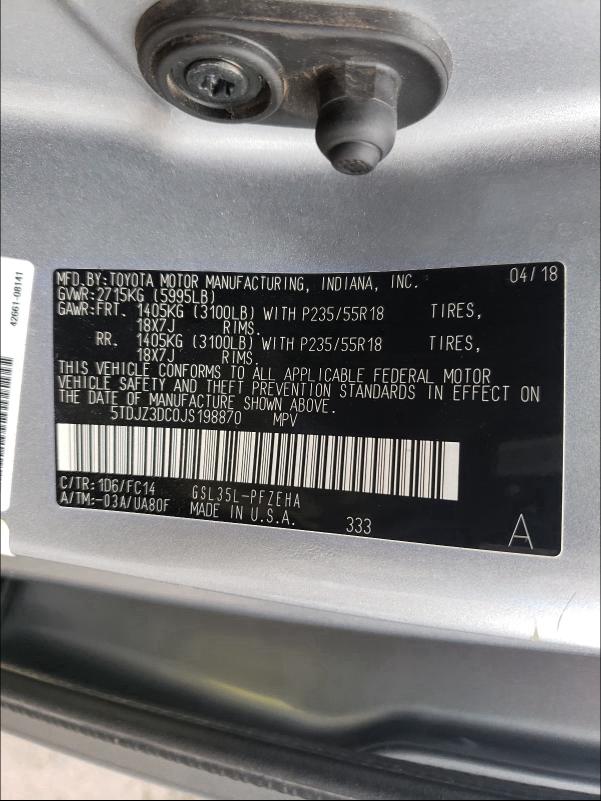 42661-08141
MFD.BY:TOYOTA MOTOR MANUFACTURING, INDIANA, INC. 04/18
GVWR:2715KG (5995LB)
GAWR:FRT. 1405KG (3100LB) WITH P235/55R18 TIRES,
18X7J RIMS.
RR. 1405KG (3100LB) WITH P235/55R18 TIRES,
18X7J RIMS.
THIS VEHICLE CONFORMS TO ALL APPLICABLE FEDERAL MOTOR
VEHICLE SAFETY AND THEFT PREVENTION STANDARDS IN EFFECT ON
THE DATE OF MANUFACTURE SHOWN ABOVE.
5TDJZ3DC0JS198870 MPV
C/TR:1D6/FC14 GSL35L-PFZEHA
A/TM:-03A/UA80F MADE IN U.S.A. 333
A